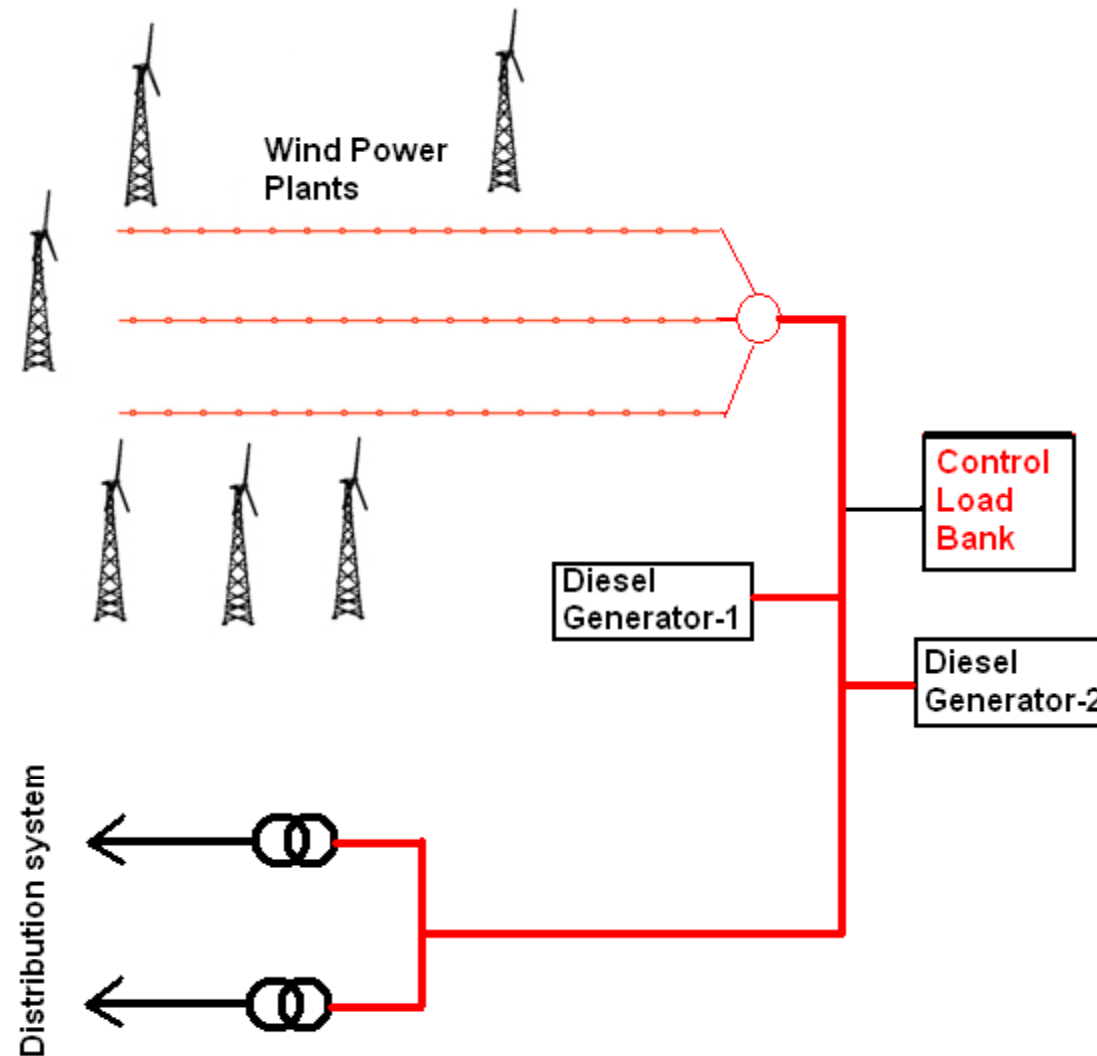 Wind Power
Plants
Control
Load
Bank
Diesel
Generator-1
Diesel
Generator-2
Distribution system